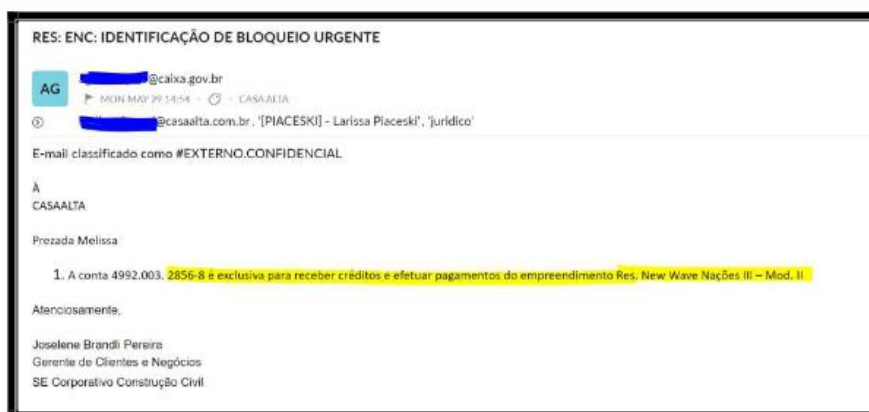 RES: ENC: IDENTIFICAÇÃO DE BLOQUEIO URGENTE
AG
@caixa.gov.br
MON MAY 29 14:54 - CASA ALTA
@casaalta.com.br, '[PIACESKI] - Larissa Piaceski', 'juridico'
E-mail classificado como #EXTERNO.CONFIDENCIAL
À
CASAALTA
Prezada Melissa
1. A conta 4992.003. 2856-8 é exclusiva para receber créditos e efetuar pagamentos do empreendimento Res. New Wave Nações III – Mod. II
Atenciosamente,
Joselene Brandli Pereira
Gerente de Clientes e Negócios
SE Corporativo Construção Civil